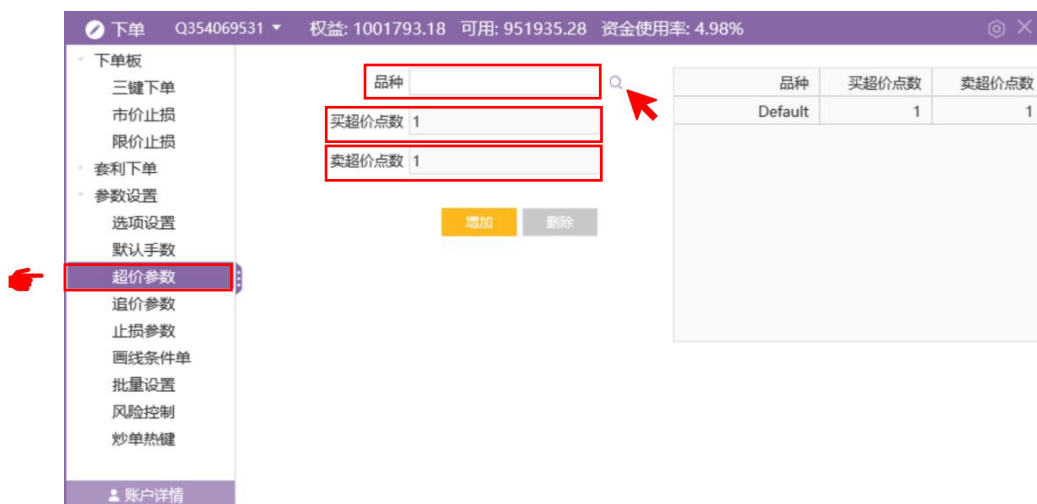 下单 Q354069531 权益: 1001793.18 可用: 951935.28 资金使用率: 4.98%
下单板
三键下单
市价止损
限价止损
套利下单
参数设置
选项设置
默认手数
超价参数
追价参数
止损参数
画线条件单
批量设置
风险控制
炒单热键
账户详情
品种
买超价点数 1
卖超价点数 1
增加 删除
品种 买超价点数 卖超价点数
Default 1 1